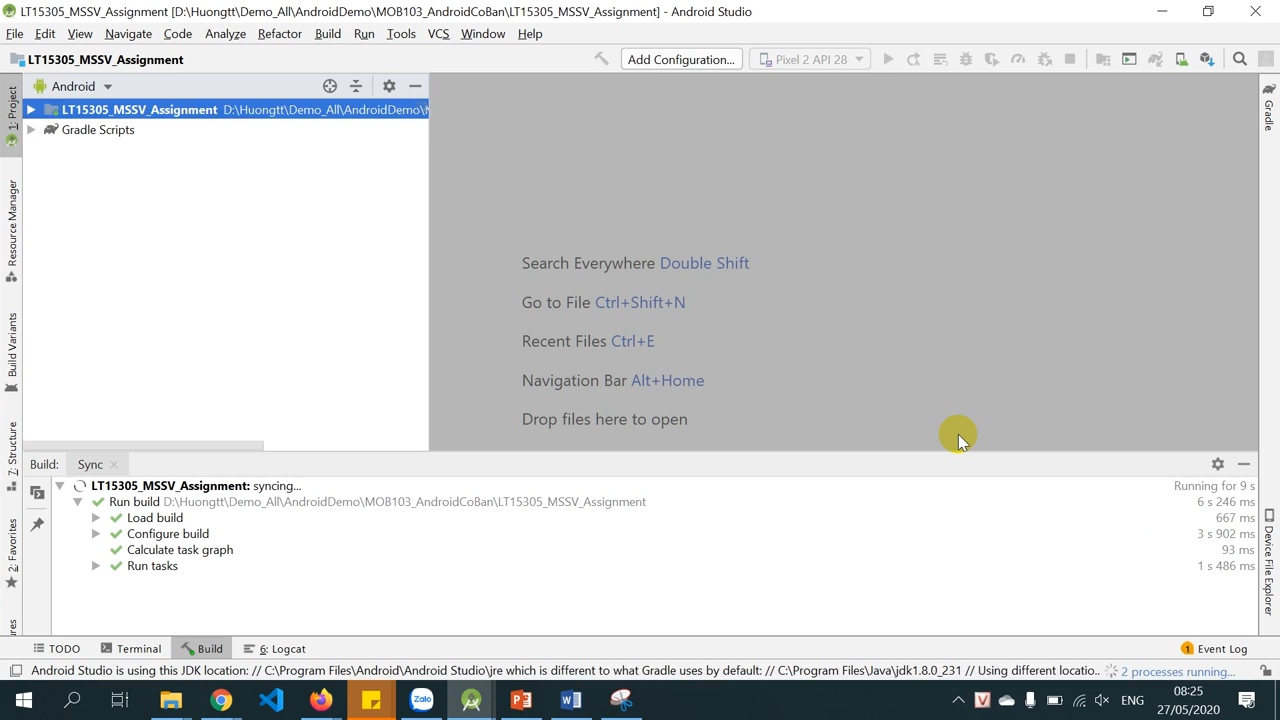 LT15305_MSSV_Assignment [D:\Huongtt\Demo_All\AndroidDemo\MOB103_AndroidCoBan\LT15305_MSSV_Assignment] - Android Studio
File Edit View Navigate Code Analyze Refactor Build Run Tools VCS Window Help
LT15305_MSSV_Assignment
Add Configuration...
Pixel 2 API 28
1: Project
Resource Manager
Build Variants
7: Structure
2: Favorites
Android
LT15305_MSSV_Assignment D:\Huongtt\Demo_All\AndroidDemo\
Gradle Scripts
Search Everywhere Double Shift
Go to File Ctrl+Shift+N
Recent Files Ctrl+E
Navigation Bar Alt+Home
Drop files here to open
Gradle
Device File Explorer
Build: Sync
LT15305_MSSV_Assignment: syncing... Running for 9 s
Run build D:\Huongtt\Demo_All\AndroidDemo\MOB103_AndroidCoBan\LT15305_MSSV_Assignment 6 s 246 ms
Load build 667 ms
Configure build 3 s 902 ms
Calculate task graph 93 ms
Run tasks 1 s 486 ms
TODO Terminal Build 6: Logcat 1 Event Log
Android Studio is using this JDK location: // C:\Program Files\Android\Android Studio\jre which is different to what Gradle uses by default: // C:\Program Files\Java\jdk1.8.0_231 // Using different locatio... 2 processes running...
Zalo
ENG
08:25
27/05/2020